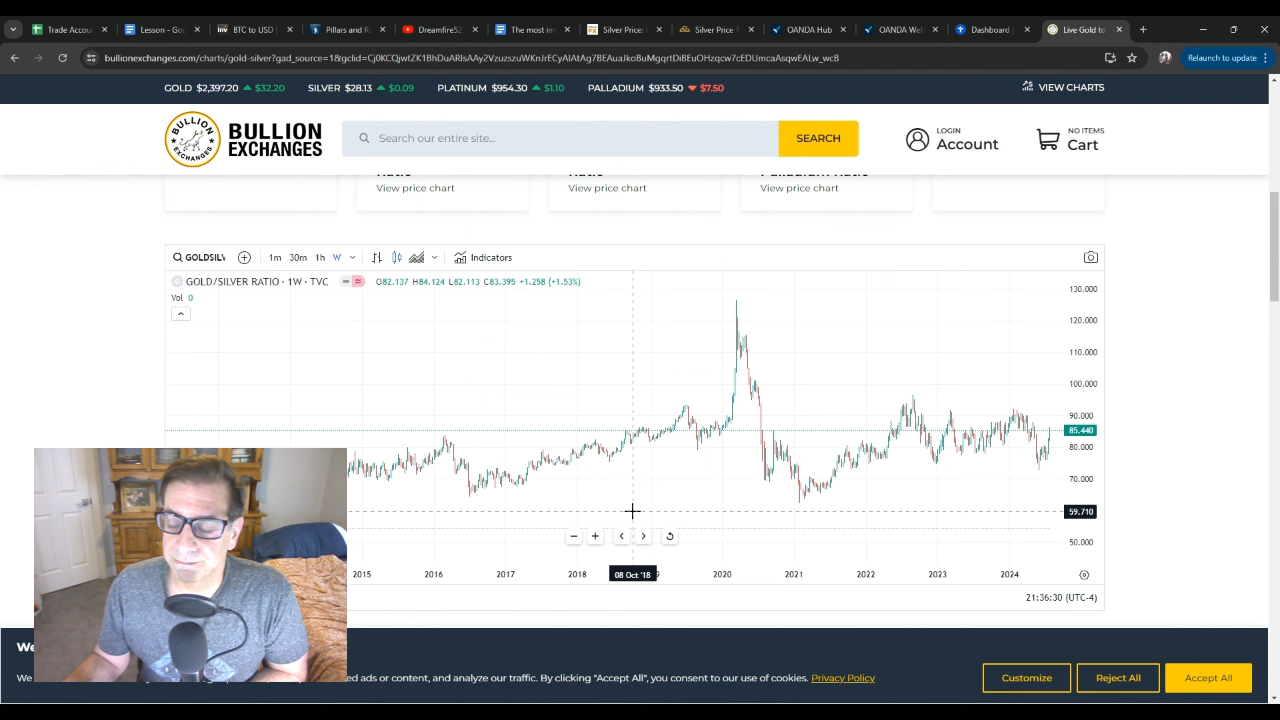 Trade Accou
Lesson - Go
BTC to USD
Pillars and R
DreamfireSZ
The most im
Silver Price:
Silver Price
OANDA Hub
OANDA We
Dashboard
Live Gold to
bullionexchanges.com/charts/gold-silver?gad_source=1&gclid=
Relaunch to update
GOLD $2,397.20 $32.20 SILVER $28.13 $0.09 PLATINUM $954.30 $1.10 PALLADIUM $933.50 $7.50
VIEW CHARTS
BULLION EXCHANGES
BULLION
EXCHANGES
Search our entire site...
SEARCH
LOGIN
Account
NO ITEMS
Cart
View price chart
View price chart
View price chart
GOLDSILV
1m 30m 1h W
Indicators
GOLD/SILVER RATIO · 1W · TVC
O82.137 H84.124 L82.113 C83.395 +1.258 (+1.53%)
Vol 0
130.000
120.000
110.000
100.000
90.000
85.440
80.000
70.000
59.710
50.000
2015 2016 2017 2018 08 Oct '18 2020 2021 2022 2023 2024
21:36:30 (UTC-4)
We
We
ed ads or content, and analyze our traffic. By clicking "Accept All", you consent to our use of cookies. Privacy Policy
Customize
Reject All
Accept All